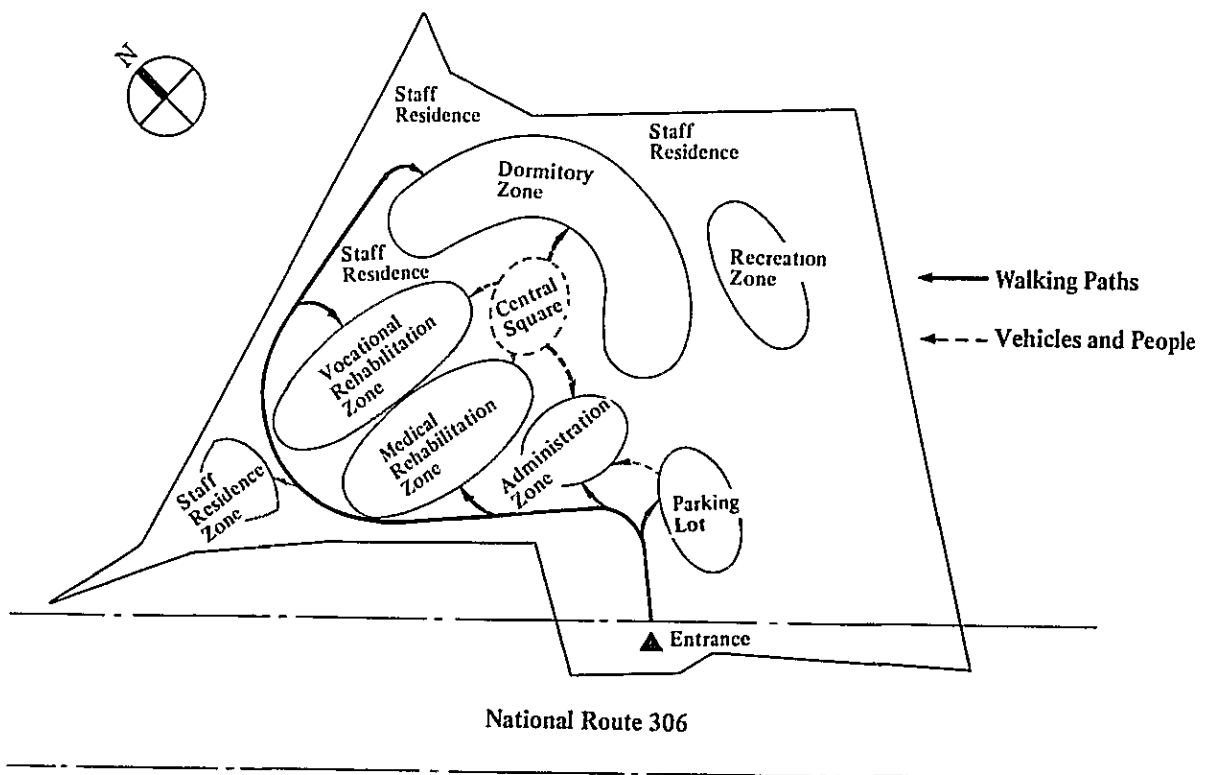 N
Staff
Residence
Staff
Residence
Dormitory
Zone
Staff
Residence
Recreation
Zone
Central
Square
Walking Paths
Vehicles and People
Vocational
Rehabilitation
Zone
Medical
Rehabilitation
Zone
Administration
Zone
Staff
Residence
Zone
Parking
Lot
Entrance
National Route 306